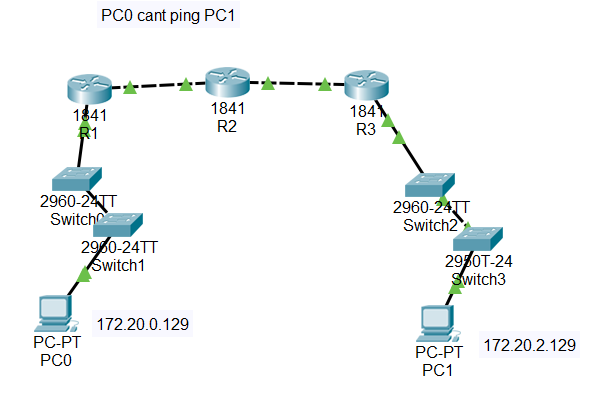 PC0 cant ping PC1
1841
R1
1841
R2
1841
R3
2960-24TT
Switch0
2960-24TT
Switch1
2960-24TT
Switch2
2950T-24
Switch3
PC-PT
PC0
172.20.0.129
PC-PT
PC1
172.20.2.129